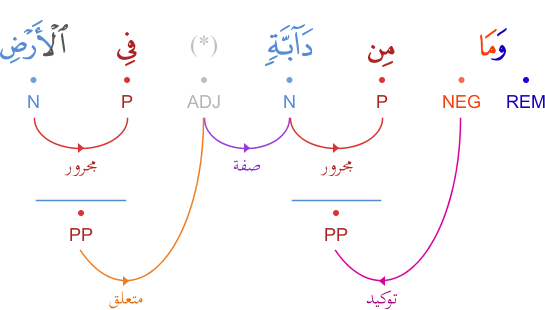 وَمَا مِن دَآبَّةٍ (*) فِي ٱلْأَرْضِ
REM NEG P N ADJ P N
مجرور صفة مجرور
PP PP
توكيد متعلق